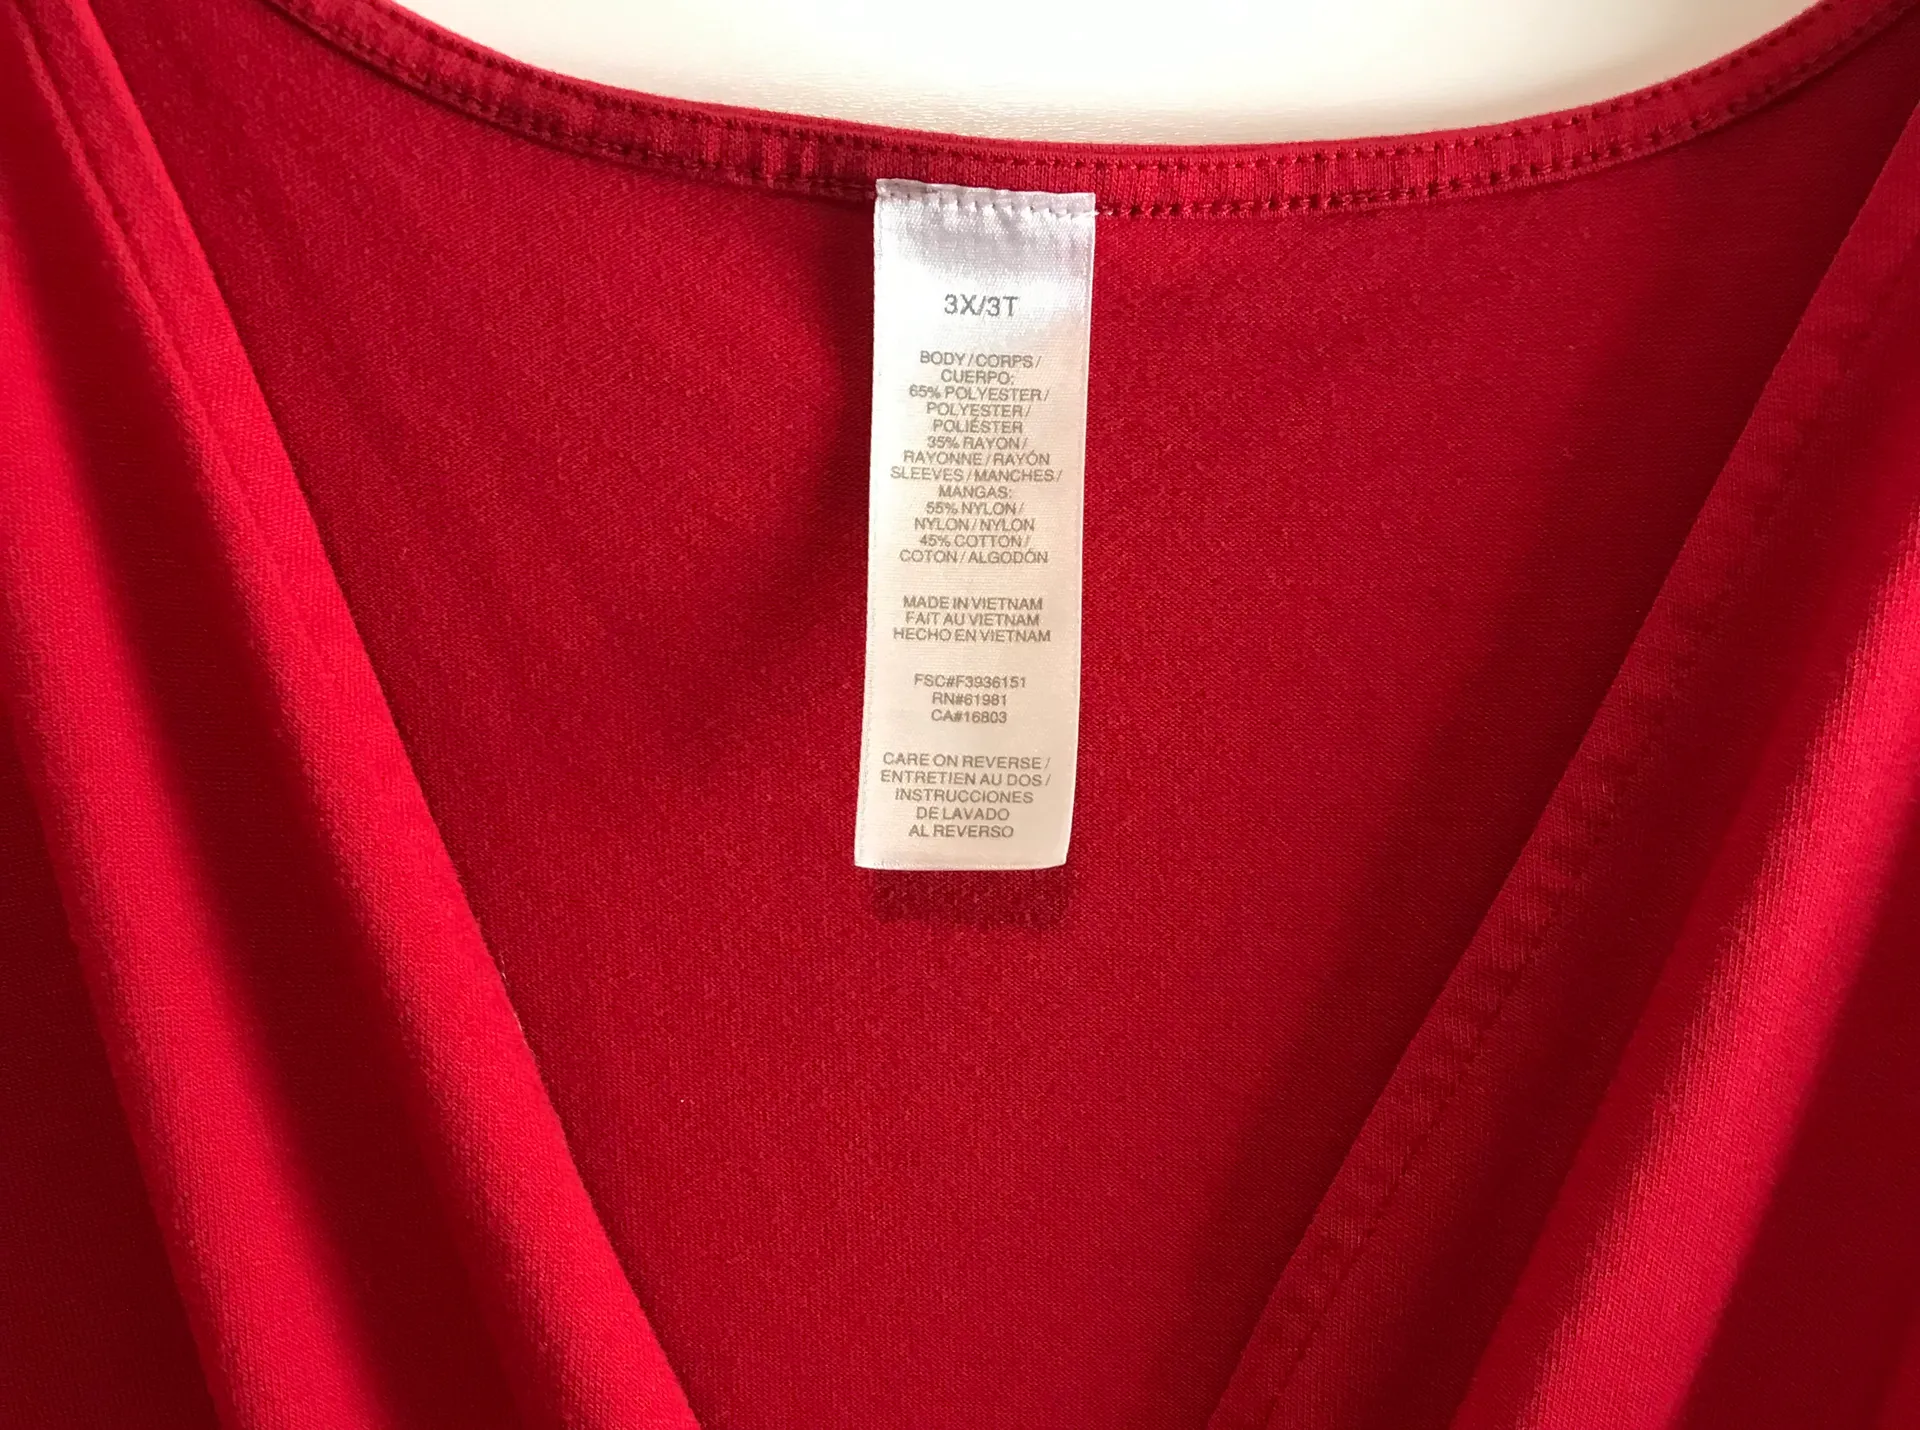 3X/3T
BODY/CORPS/
CUERPO:
65% POLYESTER/
POLYESTER/
POLIÉSTER
35% RAYON/
RAYONNE/RAYÓN
SLEEVES/MANCHES/
MANGAS:
55% NYLON/
NYLON/NYLON
45% COTTON/
COTON/ALGODÓN
MADE IN VIETNAM
FAIT AU VIETNAM
HECHO EN VIETNAM
FSC#F3936151
RN#61981
CA#16803
CARE ON REVERSE/
ENTRETIEN AU DOS/
INSTRUCCIONES
DE LAVADO
AL REVERSO